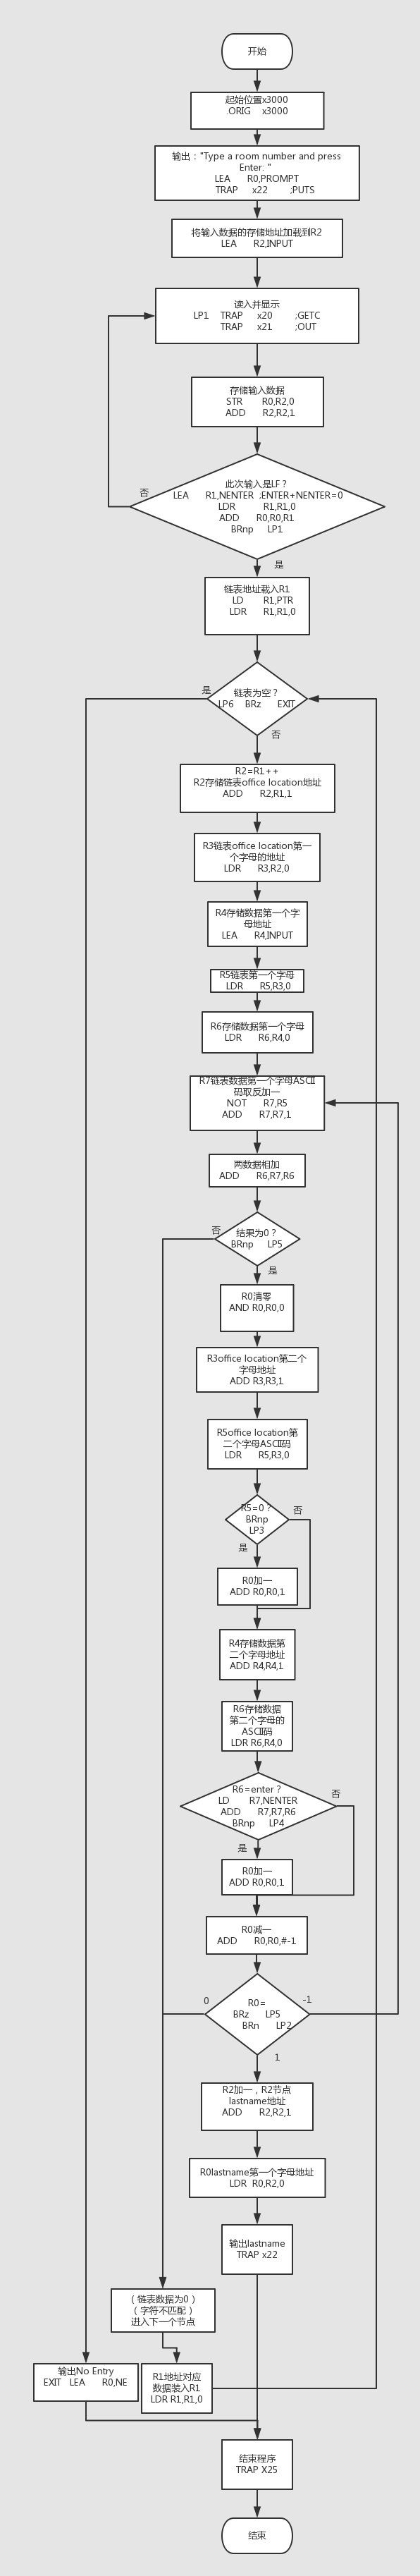 开始
起始位置x3000
.ORIG x3000
输出："Type a room number and press
Enter: "
LEA R0,PROMPT
TRAP x22 ;PUTS
将输入数据的存储地址加载到R2
LEA R2,INPUT
读入并显示
LP1 TRAP x20 ;GETC
TRAP x21 ;OUT
存储输入数据
STR R0,R2,0
ADD R2,R2,1
否
此次输入是LF？
LEA R1,NENTER ;ENTER+NENTER=0
LDR R1,R1,0
ADD R0,R0,R1
BRnp LP1
是
链表地址载入R1
LD R1,PTR
LDR R1,R1,0
是
链表为空？
LP6 BRz EXIT
否
R2=R1++
R2存储链表office location地址
ADD R2,R1,1
R3链表office location第一
个字母的地址
LDR R3,R2,0
R4存储数据第一个字
母地址
LEA R4,INPUT
R5链表第一个字母
LDR R5,R3,0
R6存储数据第一个字母
LDR R6,R4,0
R7链表数据第一个字母ASCII
码取反加一
NOT R7,R5
ADD R7,R7,1
两数据相加
ADD R6,R7,R6
否
结果为0？
BRnp LP5
是
R0清零
AND R0,R0,0
R3office location第二个
字母地址
ADD R3,R3,1
R5office location第
二个字母ASCII码
LDR R5,R3,0
R5=0？
BRnp
LP3
否
是
R0加一
ADD R0,R0,1
R4存储数据第
二个字母地址
ADD R4,R4,1
R6存储数据
第二个字母的
ASCII码
LDR R6,R4,0
R6=enter？
LD R7,NENTER
ADD R7,R7,R6
BRnp LP4
否
是
R0加一
ADD R0,R0,1
R0减一
ADD R0,R0,#-1
0
R0=
BRz LP5
BRn LP2
-1
1
R2加一，R2节点
lastname地址
ADD R2,R2,1
R0lastname第一个字母地址
LDR R0,R2,0
输出lastname
TRAP x22
（链表数据为0）
（字符不匹配）
进入下一个节点
输出No Entry
EXIT LEA R0,NE
R1地址对应
数据装入R1
LDR R1,R1,0
结束程序
TRAP X25
结束